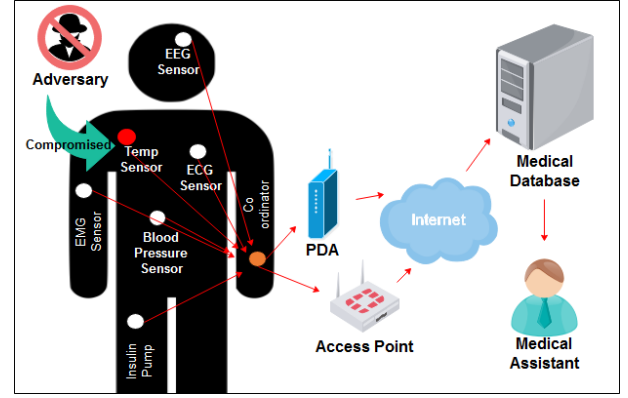 Adversary
Compromised
EEG
Sensor
Temp
Sensor
ECG
Sensor
Co
ordinator
EMG
Sensor
Blood
Pressure
Sensor
Insulin
Pump
PDA
Access Point
Internet
Medical
Database
Medical
Assistant